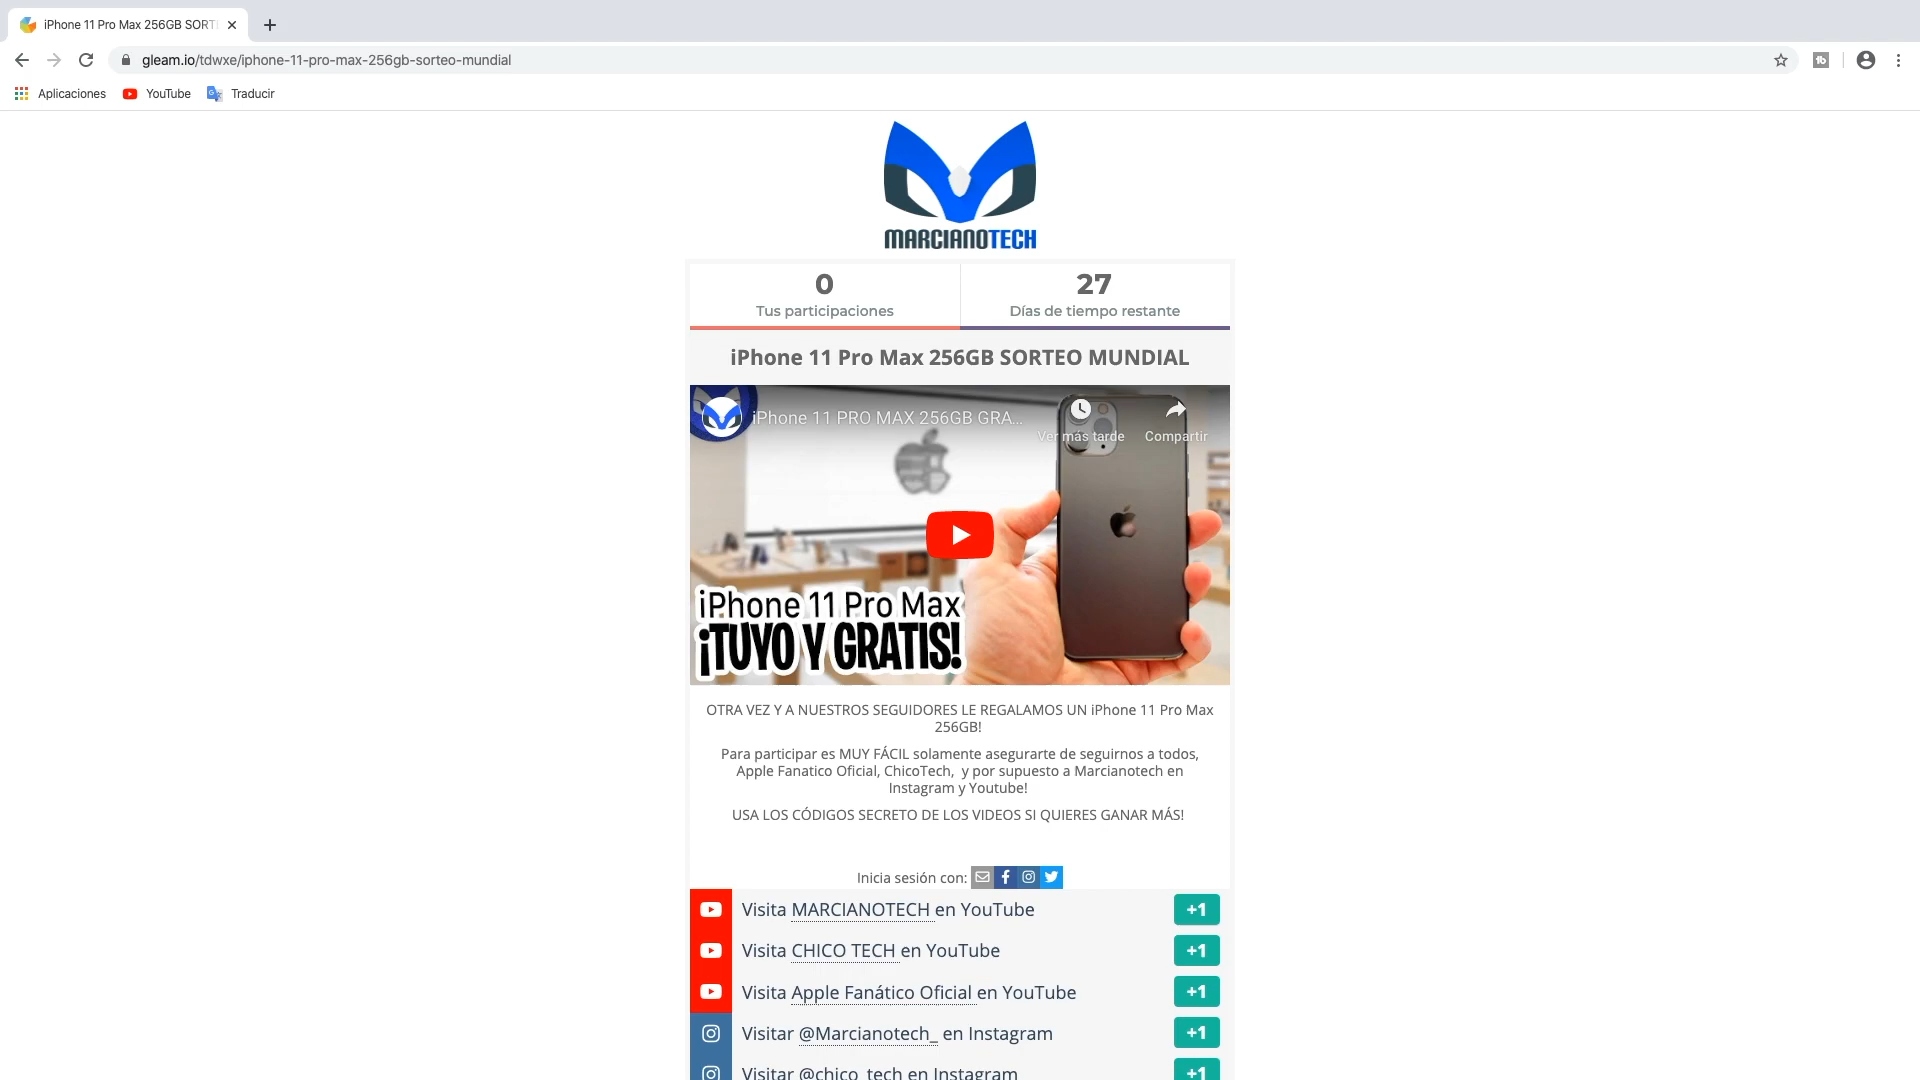 iPhone 11 Pro Max 256GB SORT
gleam.io/tdwxe/iphone-11-pro-max-256gb-sorteo-mundial
Aplicaciones
YouTube
Traducir
MARCIANOTECH
0
Tus participaciones
27
Días de tiempo restante
iPhone 11 Pro Max 256GB SORTEO MUNDIAL
iPhone 11 PRO MAX 256GB GRA...
Ver más tarde
Compartir
iPhone 11 Pro Max
¡TUYO Y GRATIS!
OTRA VEZ Y A NUESTROS SEGUIDORES LE REGALAMOS UN iPhone 11 Pro Max
256GB!
Para participar es MUY FÁCIL solamente asegurarte de seguirnos a todos,
Apple Fanatico Oficial, ChicoTech, y por supuesto a Marcianotech en
Instagram y Youtube!
USA LOS CÓDIGOS SECRETO DE LOS VIDEOS SI QUIERES GANAR MÁS!
Inicia sesión con:
Visita MARCIANOTECH en YouTube +1
Visita CHICO TECH en YouTube +1
Visita Apple Fanático Oficial en YouTube +1
Visitar @Marcianotech_ en Instagram +1
Visitar @chico_tech en Instagram +1